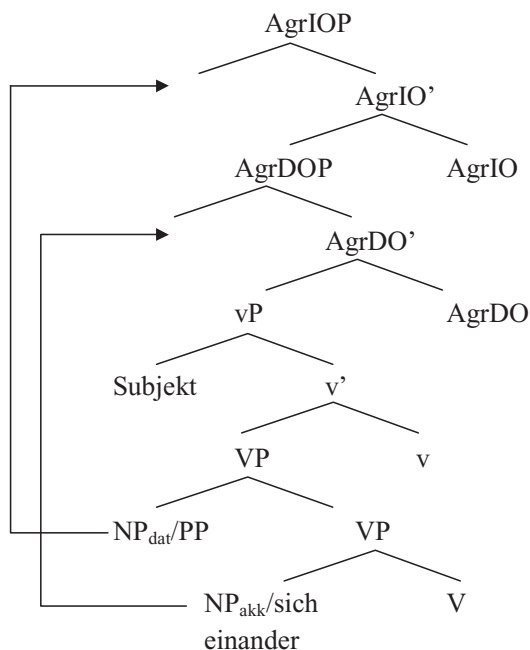 AgrIOP
AgrIO’
AgrDOP AgrIO
AgrDO’
vP AgrDO
Subjekt v’
VP v
NPdat/PP VP
NPakk/sich V
einander